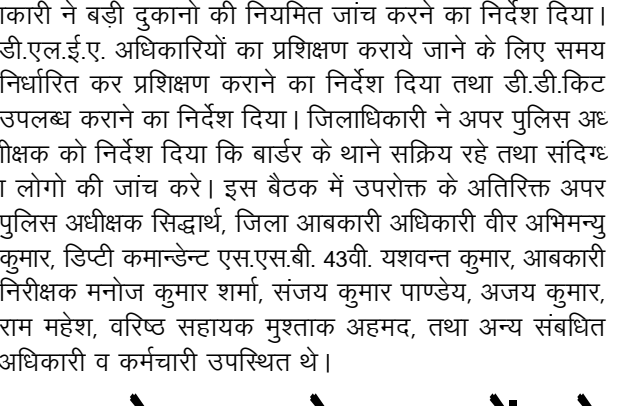 ाकारी ने बड़ी दुकानो की नियमित जांच करने का निर्देश दिया।
डी.एल.ई.ए. अधिकारियों का प्रशिक्षण कराये जाने के लिए समय
निर्धारित कर प्रशिक्षण कराने का निर्देश दिया तथा डी.डी.किट
उपलब्ध कराने का निर्देश दिया। जिलाधिकारी ने अपर पुलिस अध
ीक्षक को निर्देश दिया कि बार्डर के थाने सक्रिय रहे तथा संदिग्ध
ा लोगो की जांच करे। इस बैठक में उपरोक्त के अतिरिक्त अपर
पुलिस अधीक्षक सिद्धार्थ, जिला आबकारी अधिकारी वीर अभिमन्यु
कुमार, डिप्टी कमान्डेन्ट एस.एस.बी. 43वी. यशवन्त कुमार, आबकारी
निरीक्षक मनोज कुमार शर्मा, संजय कुमार पाण्डेय, अजय कुमार,
राम महेश, वरिष्ठ सहायक मुश्ताक अहमद, तथा अन्य संबधित
अधिकारी व कर्मचारी उपस्थित थे।